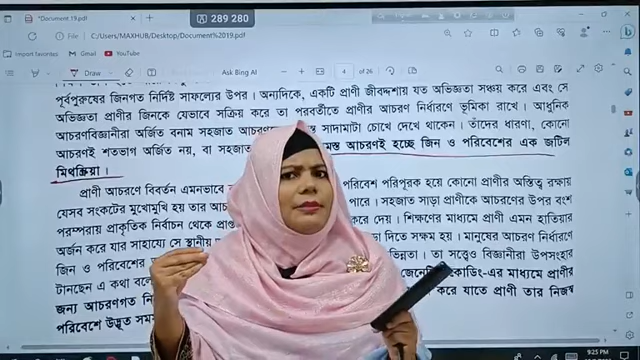 *Document 19.pdf
289 280
C:/Users/MAXHUB/Desktop/Document%2019.pdf
import favorites Gmail YouTube
Draw Ask Bing AI 4 of 26
পূর্বপুরুষের জিনগত নির্দিষ্ট সাফল্যের উপর। অন্যদিকে, একটি প্রাণী জীবদ্দশায় যত অভিজ্ঞতা সঞ্চয় করে এবং সে
অভিজ্ঞতা প্রাণীর জিনকে যেভাবে সক্রিয় করে তা পরবর্তীতে প্রাণীর আচরণ নির্ধারণে ভূমিকা রাখে। আধুনিক
আচরণবিজ্ঞানীরা অর্জিত বনাম সহজাত সাদামাটা চোখে দেখে থাকেন। তাঁদের ধারণা, কোনো
আচরণই শতভাগ অর্জিত নয়, বা সহজাত আচরণই হচ্ছে জিন ও পরিবেশের এক জটিল
মিথষ্ক্রিয়া।
প্রাণী আচরণে বিবর্তন এমনভাবে পরিবেশ পরিপূরক হয়ে কোনো প্রাণীর অস্তিত্ব রক্ষায়
যেসব সংকটের মুখোমুখি হয় তার পারে। সহজাত সাড়া প্রাণীকে আচরণের উপর বংশ
পরম্পরায় প্রাকৃতিক নির্বাচন থেকে করে দেয়। শিক্ষণের মাধ্যমে প্রাণী এমন হাতিয়ার
অর্জন করে যার সাহায্যে সে স্থানীয় দিতে সক্ষম হয়। মানুষের আচরণ নির্ধারণে
জিন ও পরিবেশের ভিন্নতা। তা সত্ত্বেও বিজ্ঞানীরা উপসংহার
টানছেন এ কথা বলে এর মাধ্যমে প্রাণীর
জন্য আচরণগত করে যাতে প্রাণী তার নিজস্ব
পরিবেশে উদ্ভূত
9:25 PM